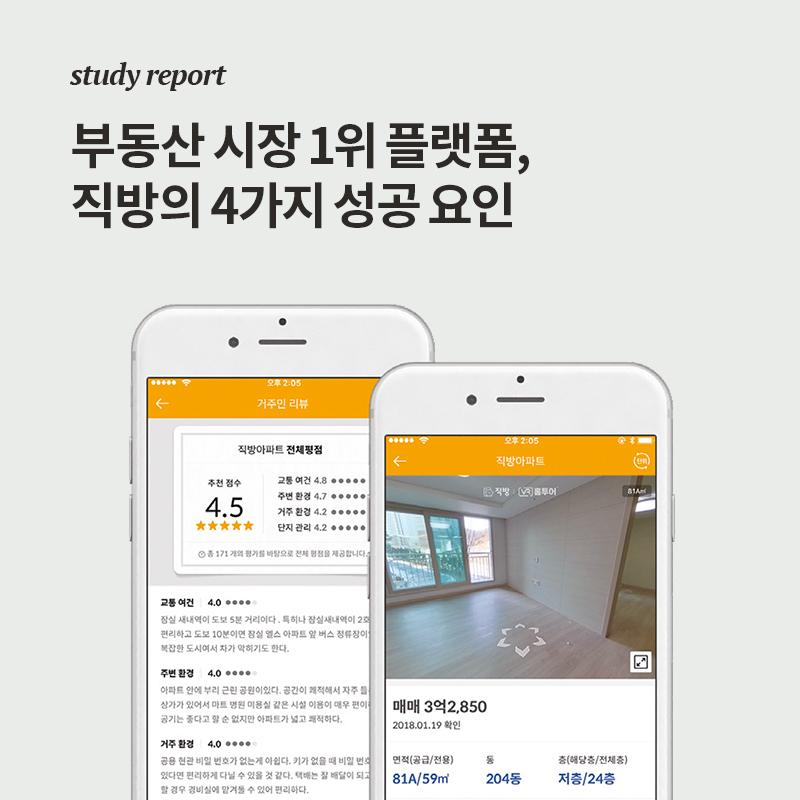 study report
부동산 시장 1위 플랫폼,
직방의 4가지 성공 요인
오후 2:05
거주민 리뷰
직방아파트 전체평점
추천 점수
4.5
교통 여건 4.8
주변 환경 4.7
거주 환경 4.2
단지 관리 4.2
총 171 개의 평가를 바탕으로 전체 평점을 제공합니다.
교통 여건 4.0
잠실 새내역이 도보 5분 거리이다. 특히나 잠실새내역이 2호
편리하고 도보 10분이면 잠실 엘스 아파트 앞 버스 정류장이
복잡한 도시여서 차가 막히기도 한다.
주변 환경 4.0
아파트 안에 부리 근린 공원이있다. 공간이 쾌적해서 자주 들
상가가 있어서 마트 병원 미용실 같은 시설 이용이 매우 편이
공기는 좋다고 할 순 없지만 아파트가 넓고 쾌적하다.
거주 환경 4.0
공용 현관 비밀 번호가 없는게 아쉽다. 키가 없을 때 비밀 번호
있다면 편리하게 다닐 수 있을 것 같다. 택배는 잘 배달이 되고
할 경우 경비실에 맡겨둘 수 있어 편리하다.
오후 2:05
직방아파트
단위
직방 VR홈투어
81A㎡
매매 3억2,850
2018.01.19 확인
면적(공급/전용) 동 층(해당층/전체층)
81A/59㎡ 204동 저층/24층